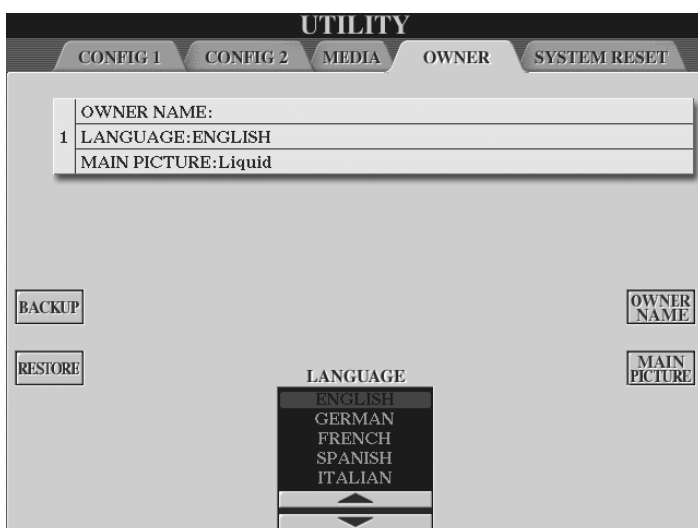 UTILITY
CONFIG 1 CONFIG 2 MEDIA OWNER SYSTEM RESET
OWNER NAME:
1 LANGUAGE:ENGLISH
MAIN PICTURE:Liquid
BACKUP
OWNER NAME
RESTORE
MAIN PICTURE
LANGUAGE
ENGLISH
GERMAN
FRENCH
SPANISH
ITALIAN